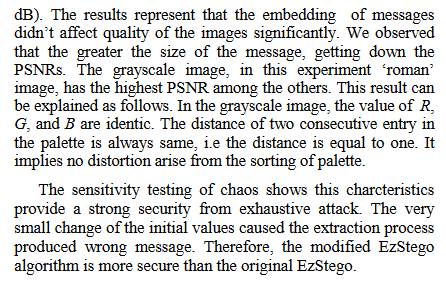 dB). The results represent that the embedding of messages
didn't affect quality of the images significantly. We observed
that the greater the size of the message, getting down the
PSNRs. The grayscale image, in this experiment 'roman'
image, has the highest PSNR among the others. This result can
be explained as follows. In the grayscale image, the value of R,
G, and B are identic. The distance of two consecutive entry in
the palette is always same, i.e the distance is equal to one. It
implies no distortion arise from the sorting of palette.
The sensitivity testing of chaos shows this charcteristics
provide a strong security from exhaustive attack. The very
small change of the initial values caused the extraction process
produced wrong message. Therefore, the modified EzStego
algorithm is more secure than the original EzStego.